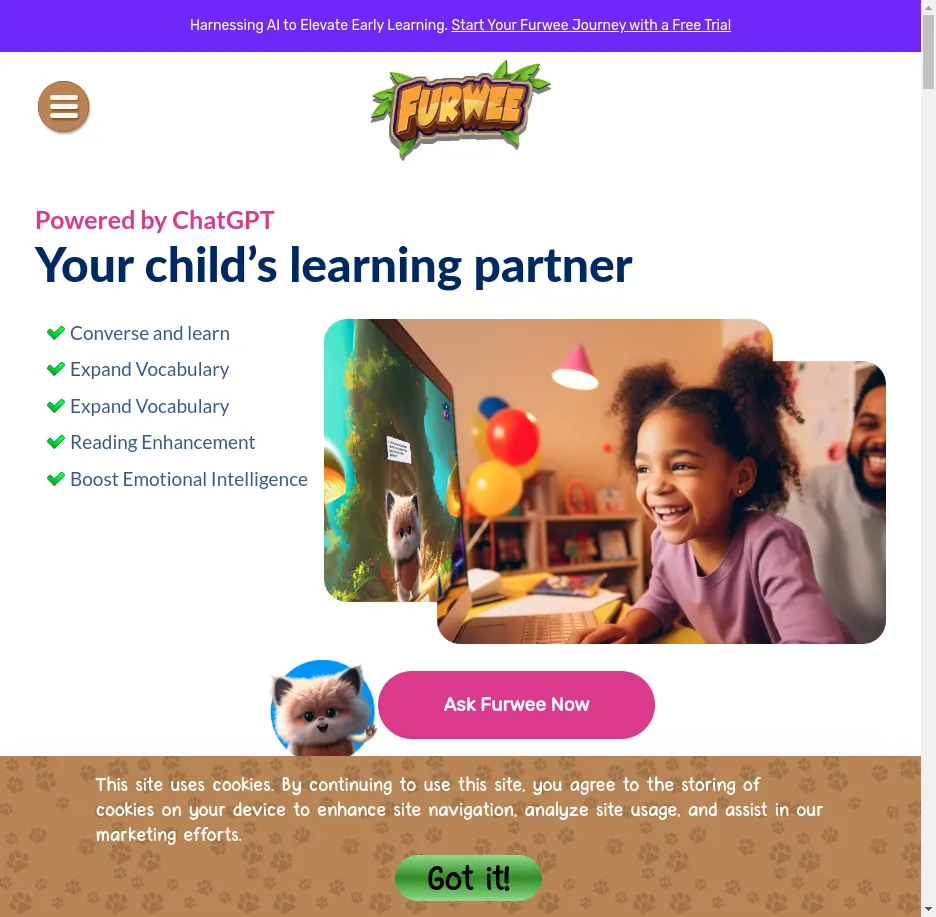 Harnessing AI to Elevate Early Learning. Start Your Furwee Journey with a Free Trial
FURWEE
Powered by ChatGPT
Your child’s learning partner
Converse and learn
Expand Vocabulary
Expand Vocabulary
Reading Enhancement
Boost Emotional Intelligence
Ask Furwee Now
This site uses cookies. By continuing to use this site, you agree to the storing of
cookies on your device to enhance site navigation, analyze site usage, and assist in our
marketing efforts.
Got it!